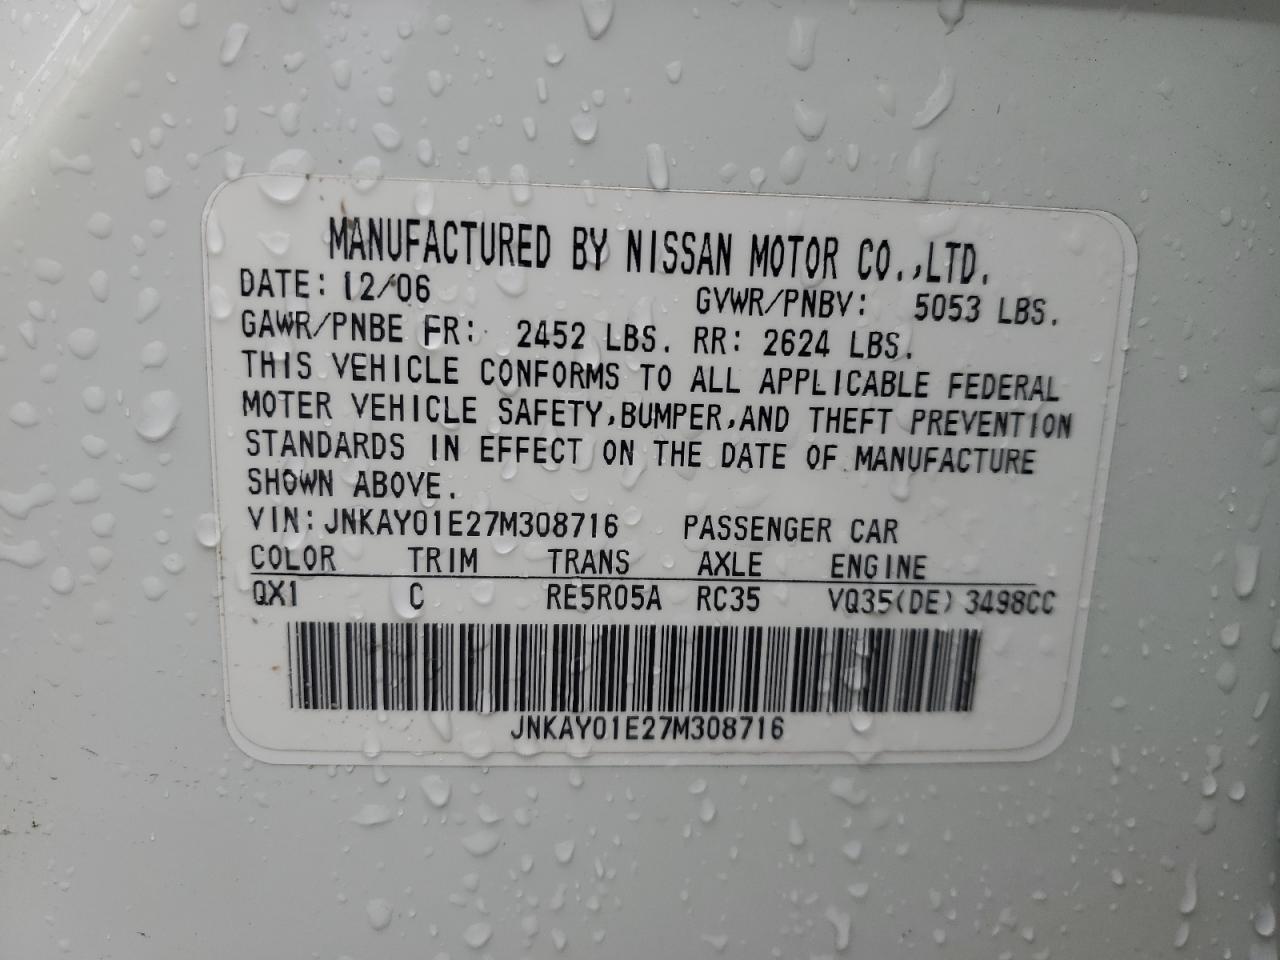 MANUFACTURED BY NISSAN MOTOR CO.,LTD.
DATE: 12/06 GVWR/PNBV: 5053 LBS.
GAWR/PNBE FR: 2452 LBS. RR: 2624 LBS.
THIS VEHICLE CONFORMS TO ALL APPLICABLE FEDERAL
MOTER VEHICLE SAFETY,BUMPER,AND THEFT PREVENTION
STANDARDS IN EFFECT ON THE DATE OF MANUFACTURE
SHOWN ABOVE.
VIN: JNKAY01E27M308716 PASSENGER CAR
COLOR TRIM TRANS AXLE ENGINE
QX1 C RE5R05A RC35 VQ35(DE) 3498CC
JNKAY01E27M308716